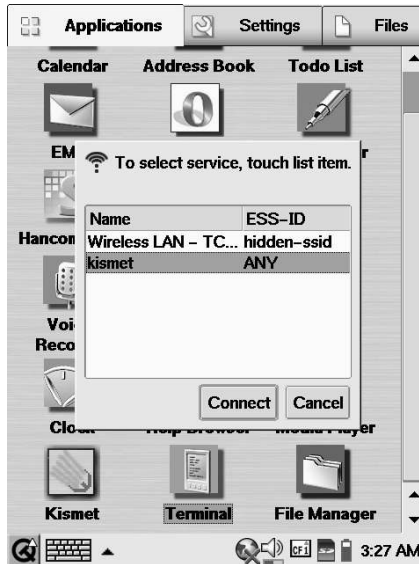 Applications Settings Files
Calendar Address Book Todo List
EM
To select service, touch list item.
Name ESS-ID
Wireless LAN - TC... hidden-ssid
kismet ANY
Hancom
Voi
Reco
Connect Cancel
Clo
Kismet Terminal File Manager
CF1 3:27 AM